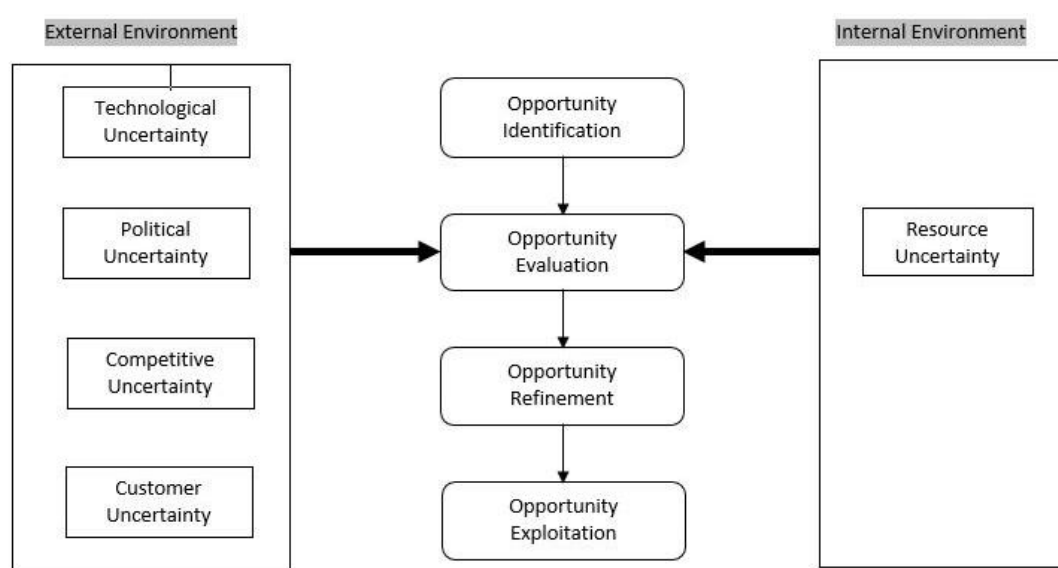 External Environment
Internal Environment
Technological
Uncertainty
Political
Uncertainty
Competitive
Uncertainty
Customer
Uncertainty
Opportunity
Identification
Opportunity
Evaluation
Opportunity
Refinement
Opportunity
Exploitation
Resource
Uncertainty